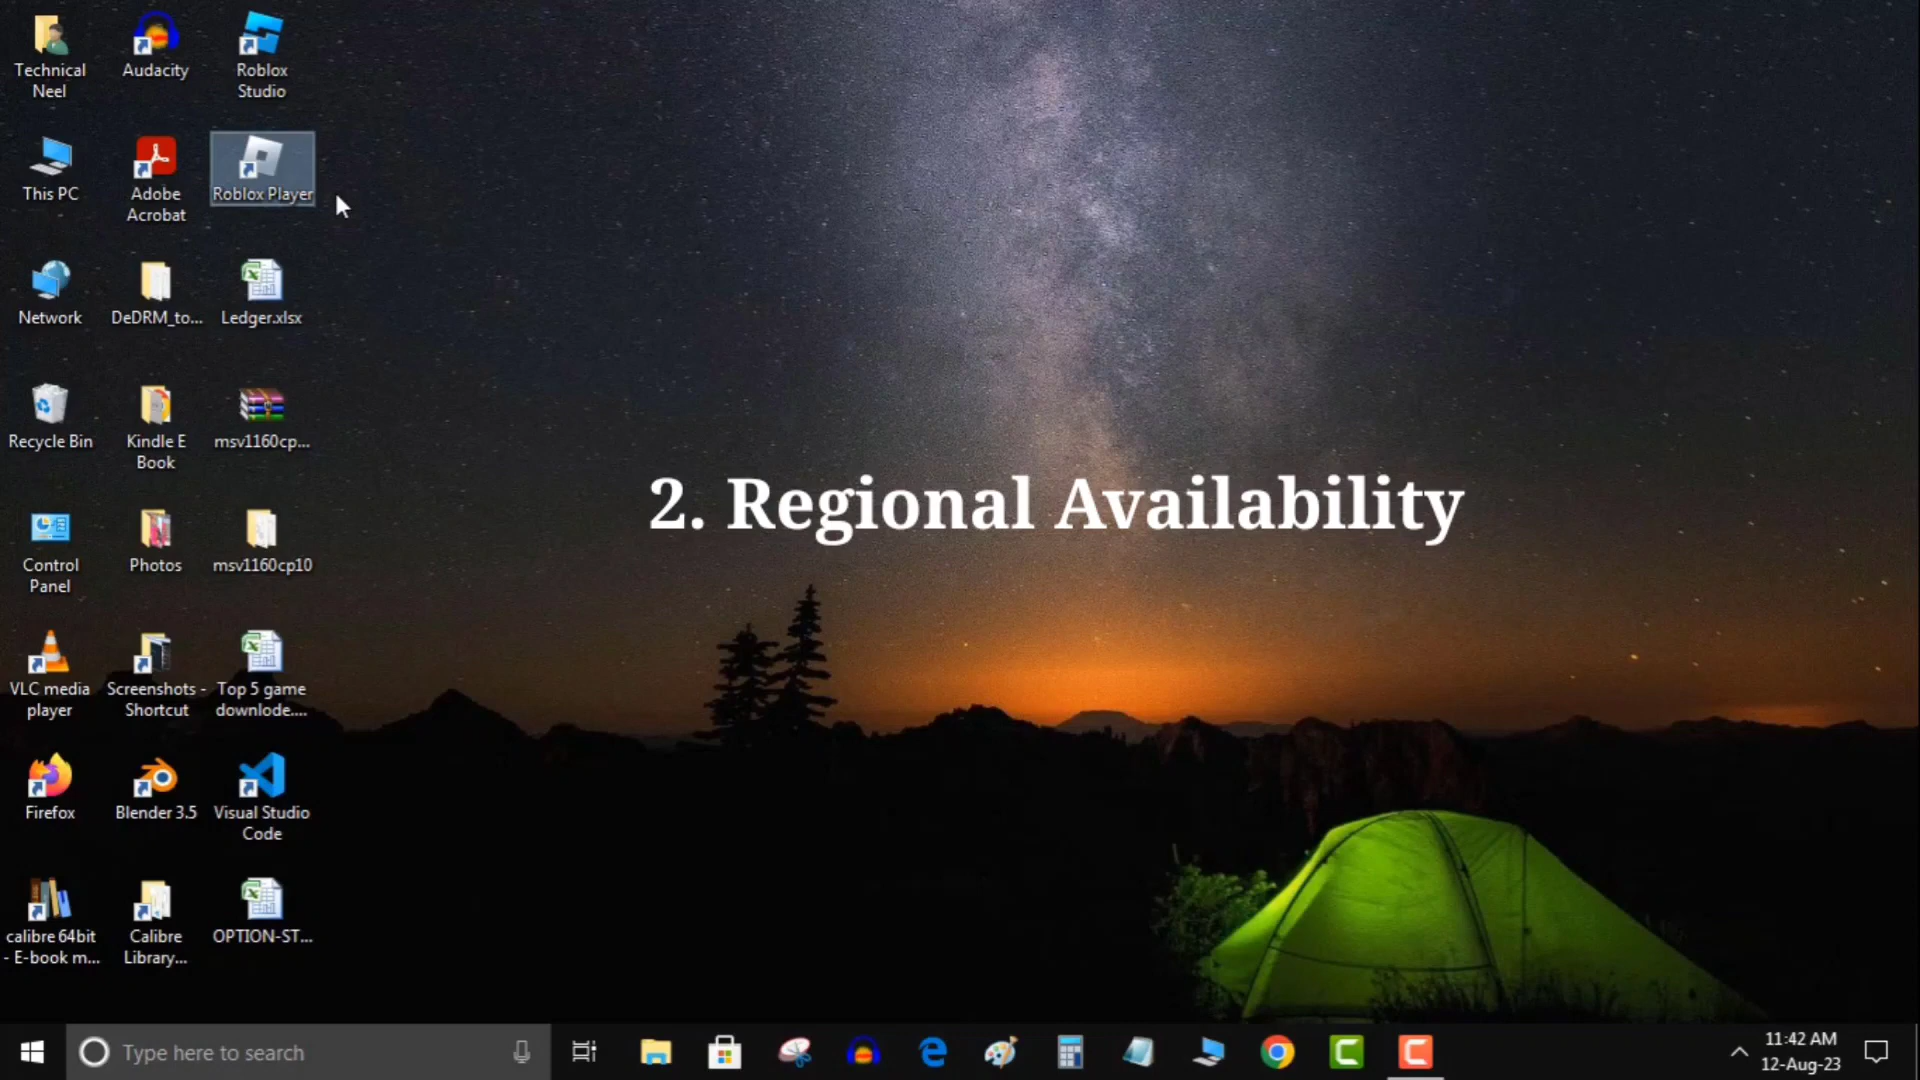 Technical
Neel
Audacity
Roblox
Studio
This PC
Adobe
Acrobat
Roblox Player
Network
DeDRM_to...
Ledger.xlsx
Recycle Bin
Kindle E
Book
msv1160cp...
2. Regional Availability
Control
Panel
Photos
msv1160cp10
VLC media
player
Screenshots -
Shortcut
Top 5 game
downlode....
Firefox
Blender 3.5
Visual Studio
Code
calibre 64bit
- E-book m...
Calibre
Library...
OPTION-ST...
Type here to search
11:42 AM
12-Aug-23